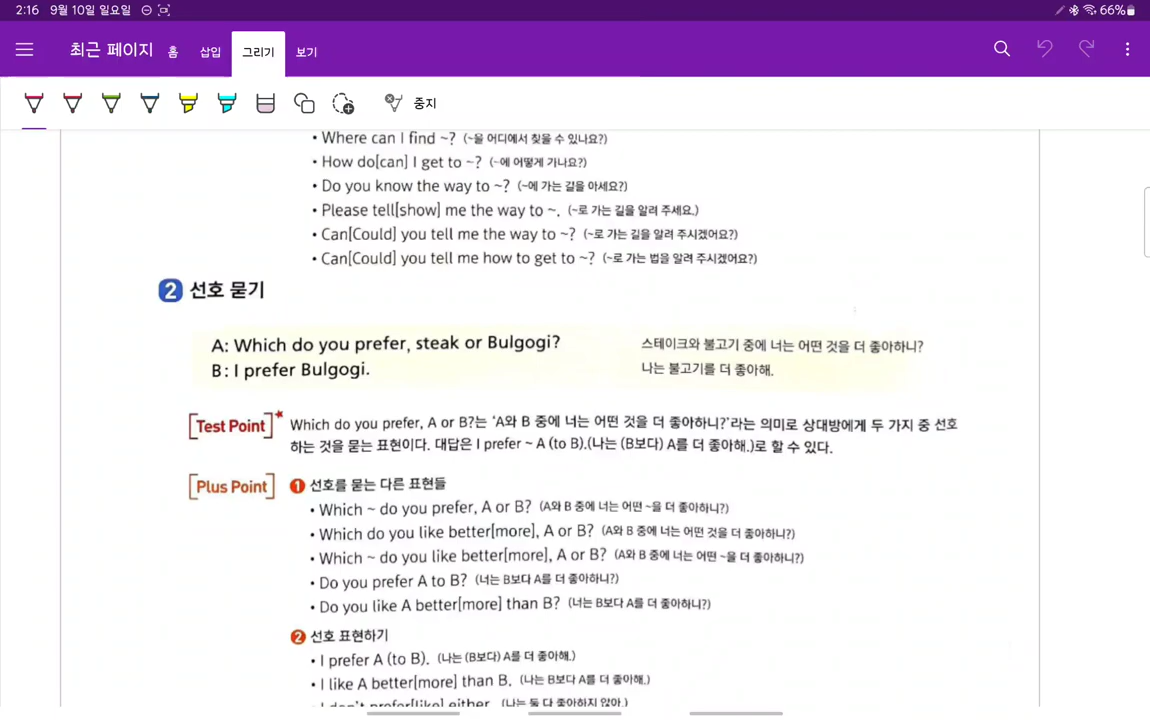 2:16 9월 10일 일요일 66%
최근 페이지 홈 삽입 그리기 보기
중지
• Where can I find ~? (~을 어디에서 찾을 수 있나요?)
• How do[can] I get to ~? (~에 어떻게 가나요?)
• Do you know the way to ~? (~에 가는 길을 아세요?)
• Please tell[show] me the way to ~. (~로 가는 길을 알려 주세요.)
• Can[Could] you tell me the way to ~? (~로 가는 길을 알려 주시겠어요?)
• Can[Could] you tell me how to get to ~? (~로 가는 법을 알려 주시겠어요?)
2 선호 묻기
A: Which do you prefer, steak or Bulgogi? 스테이크와 불고기 중에 너는 어떤 것을 더 좋아하니?
B: I prefer Bulgogi. 나는 불고기를 더 좋아해.
[Test Point]* Which do you prefer, A or B?는 ‘A와 B 중에 너는 어떤 것을 더 좋아하니?’라는 의미로 상대방에게 두 가지 중 선호
하는 것을 묻는 표현이다. 대답은 I prefer ~ A (to B).(나는 (B보다) A를 더 좋아해.)로 할 수 있다.
[Plus Point] 1 선호를 묻는 다른 표현들
• Which ~ do you prefer, A or B? (A와 B 중에 너는 어떤 ~을 더 좋아하니?)
• Which do you like better[more], A or B? (A와 B 중에 너는 어떤 것을 더 좋아하니?)
• Which ~ do you like better[more], A or B? (A와 B 중에 너는 어떤 ~을 더 좋아하니?)
• Do you prefer A to B? (너는 B보다 A를 더 좋아하니?)
• Do you like A better[more] than B? (너는 B보다 A를 더 좋아하니?)
2 선호 표현하기
• I prefer A (to B). (나는 (B보다) A를 더 좋아해.)
• I like A better[more] than B. (나는 B보다 A를 더 좋아해.)
• I don't prefer[like] either. (나는 둘 다 좋아하지 않아.)